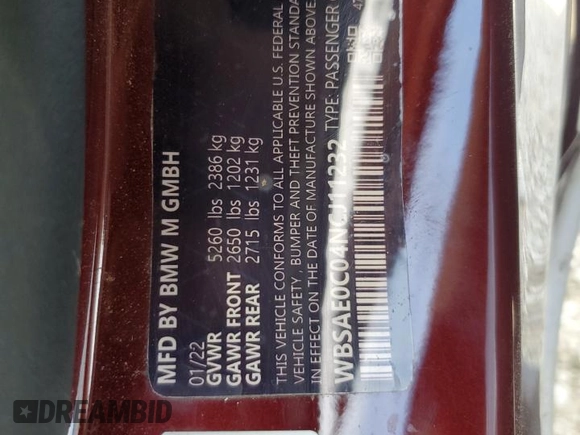 MFD BY BMW M GMBH
01/22
GVWR 5260 lbs 2386 kg
GAWR FRONT 2650 lbs 1202 kg
GAWR REAR 2715 lbs 1231 kg
THIS VEHICLE CONFORMS TO ALL APPLICABLE U.S. FEDERAL
VEHICLE SAFETY, BUMPER AND THEFT PREVENTION STANDA
IN EFFECT ON DATE OF MANUFACTURE SHOWN ABOVE.
WBSAE0C04NCJ11232 TYPE: PASSENGER
DREAMBID